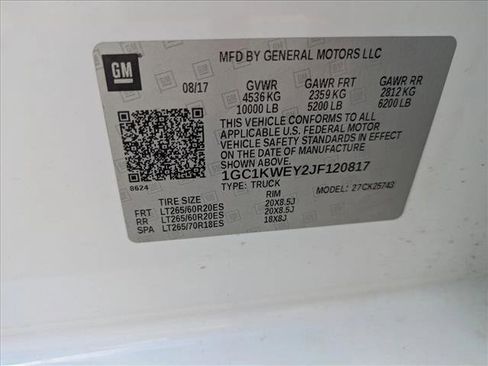 GM
MFD BY GENERAL MOTORS LLC
08/17 GVWR GAWR FRT GAWR RR
4536 KG 2359 KG 2812 KG
10000 LB 5200 LB 6200 LB
THIS VEHICLE CONFORMS TO ALL
APPLICABLE U.S. FEDERAL MOTOR
VEHICLE SAFETY STANDARDS IN EFFECT
ON THE DATE OF MANUFACTURE
SHOWN ABOVE.
1GC1KWEY2JF120817
TYPE: TRUCK MODEL: 27CK25743
8624
TIRE SIZE RIM
FRT LT265/60R20ES 20X8.5J
RR LT265/60R20ES 20X8.5J
SPA LT265/70R18ES 18X8J